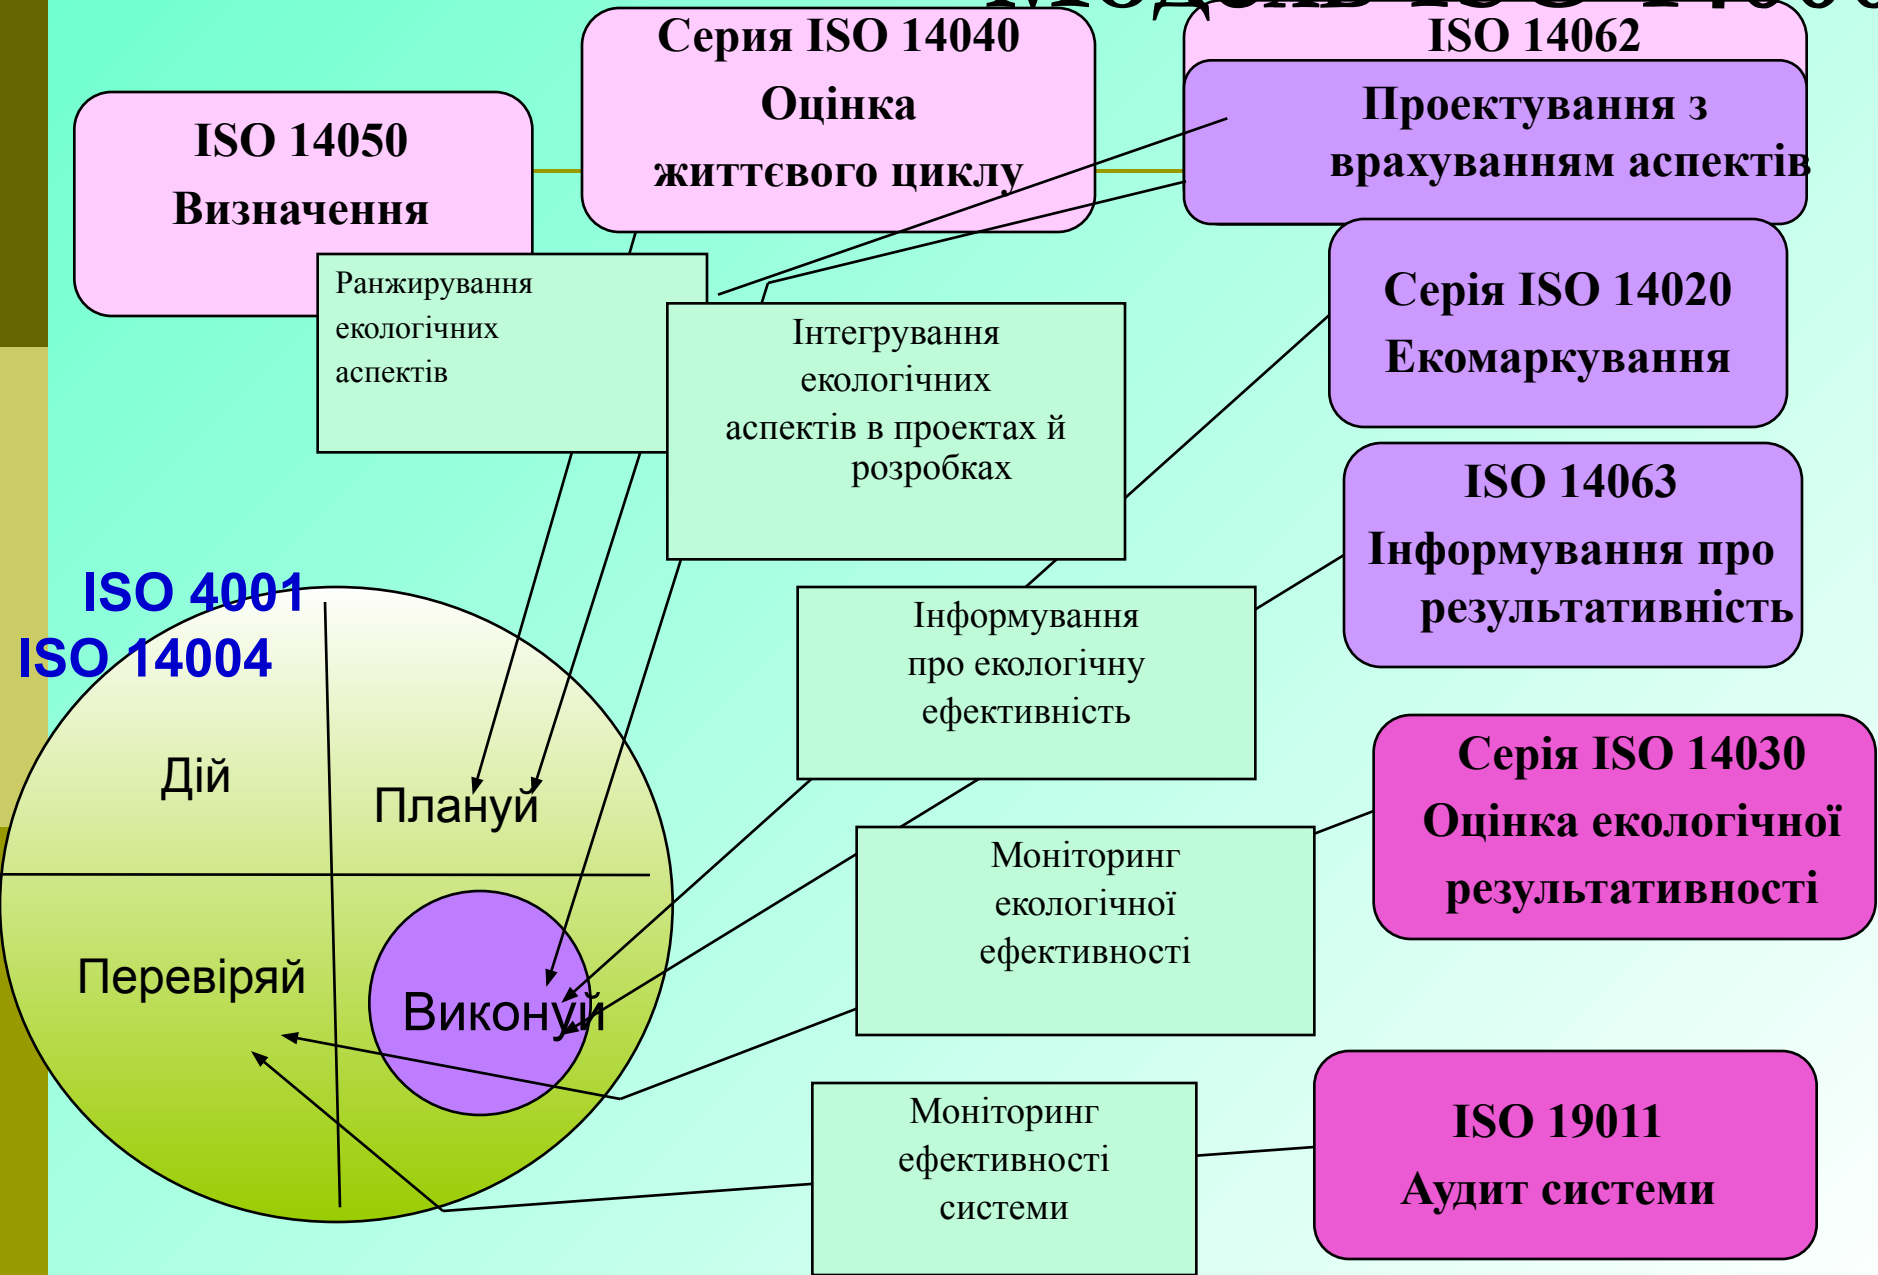 Модель ISO 14000
Серия ISO 14040
Оцінка
життєвого циклу
ISO 14062
Проектування з
врахуванням аспектів
ISO 14050
Визначення
Ранжирування
екологічних
аспектів
Інтегрування
екологічних
аспектів в проектах й
розробках
Серія ISO 14020
Екомаркування
ISO 14063
Інформування про
результативність
ISO 4001
ISO 14004
Інформування
про екологічну
ефективність
Дій
Плануй
Перевіряй
Виконуй
Серія ISO 14030
Оцінка екологічної
результативності
Моніторинг
екологічної
ефективності
Моніторинг
ефективності
системи
ISO 19011
Аудит системи